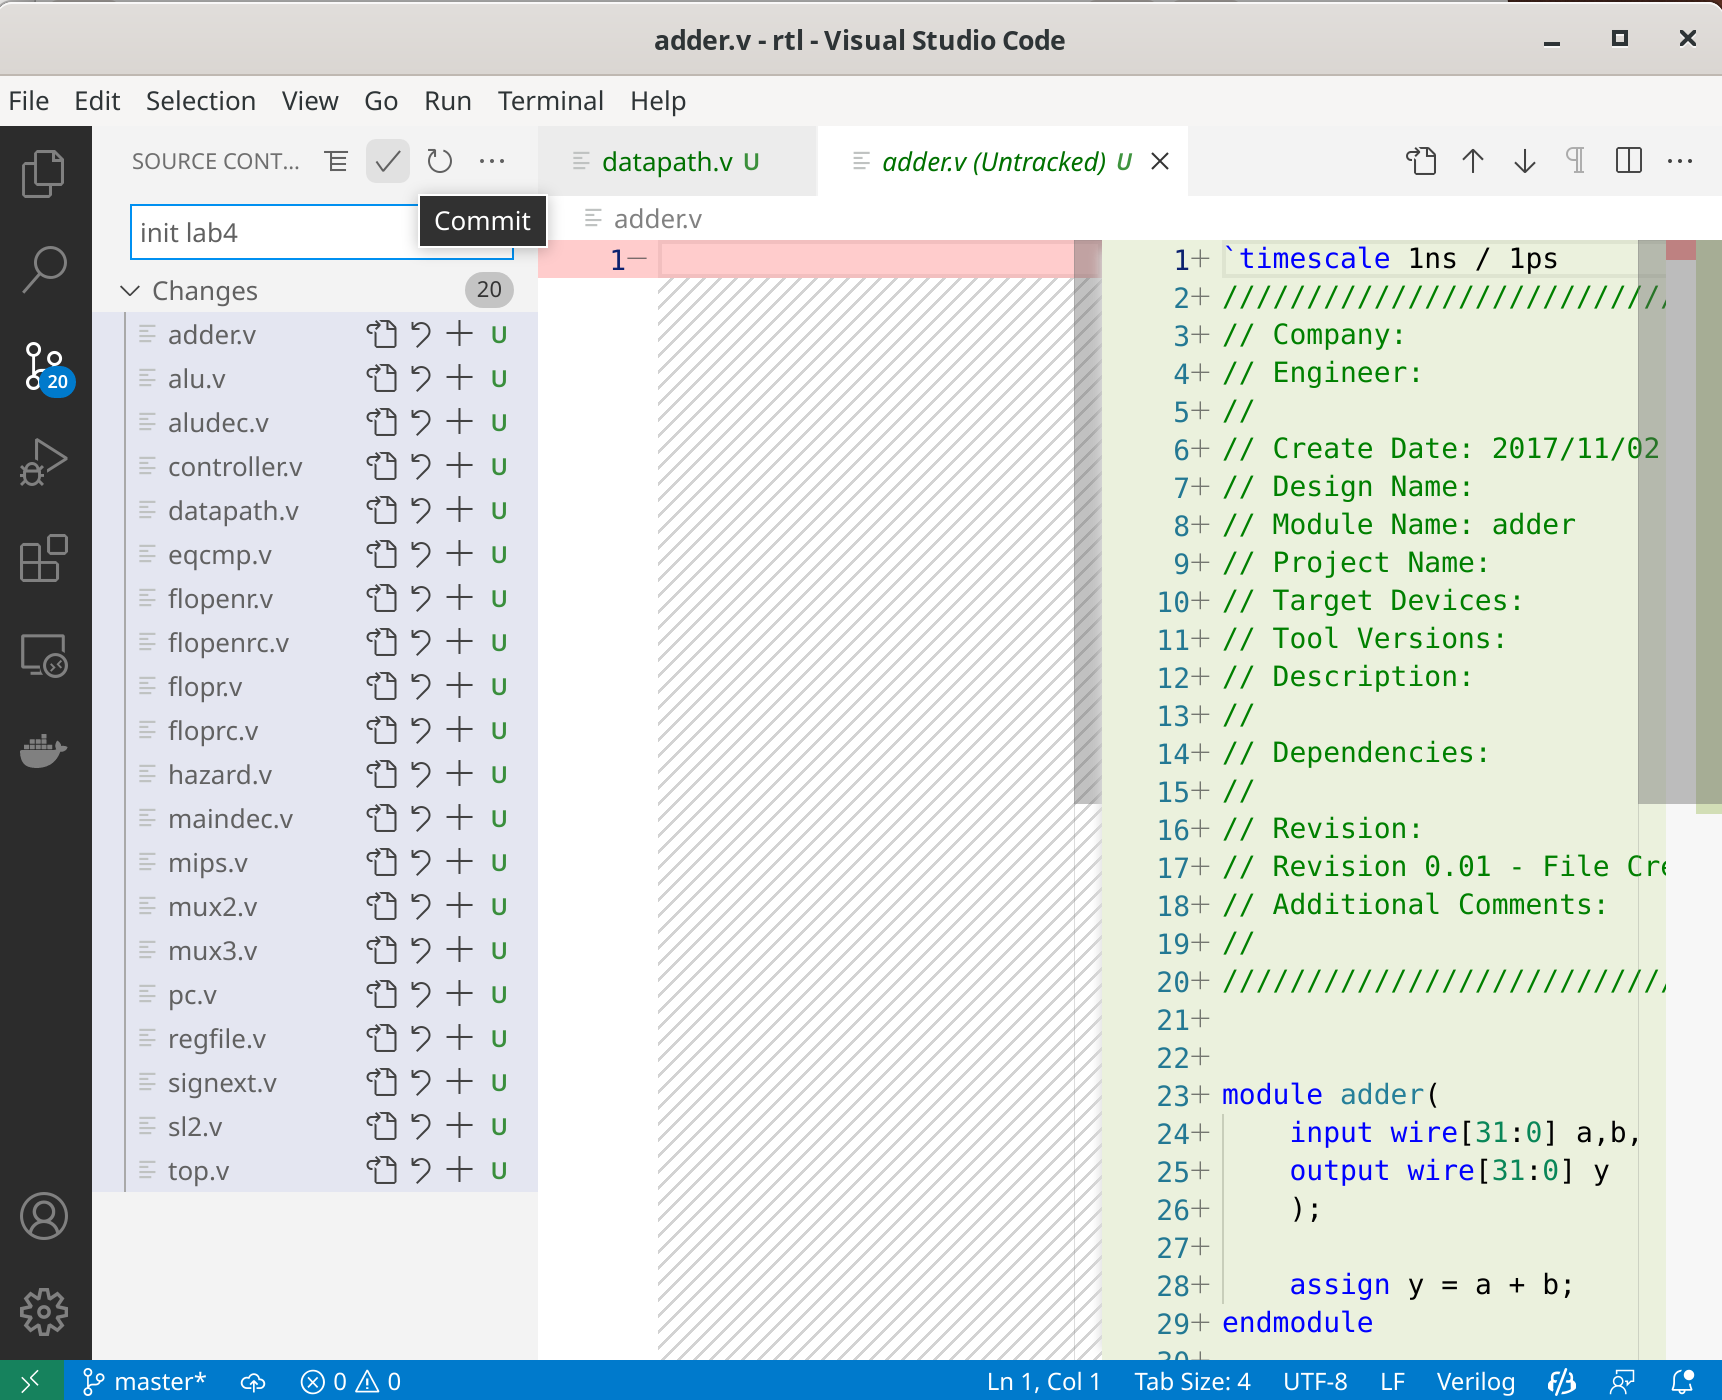 adder.v - rtl - Visual Studio Code
File Edit Selection View Go Run Terminal Help
SOURCE CONT...
datapath.v U
adder.v (Untracked) U
init lab4
Commit
adder.v
Changes 20
20
adder.v U
alu.v U
aludec.v U
controller.v U
datapath.v U
eqcmp.v U
flopenr.v U
flopenrc.v U
flopr.v U
floprc.v U
hazard.v U
maindec.v U
mips.v U
mux2.v U
mux3.v U
pc.v U
regfile.v U
signext.v U
sl2.v U
top.v U
1−
1+ `timescale 1ns / 1ps
2+ //////////////////////////
3+ // Company:
4+ // Engineer:
5+ //
6+ // Create Date: 2017/11/02
7+ // Design Name:
8+ // Module Name: adder
9+ // Project Name:
10+ // Target Devices:
11+ // Tool Versions:
12+ // Description:
13+ //
14+ // Dependencies:
15+ //
16+ // Revision:
17+ // Revision 0.01 - File Cre
18+ // Additional Comments:
19+ //
20+ //////////////////////////
21+
22+
23+ module adder(
24+ input wire[31:0] a,b,
25+ output wire[31:0] y
26+ );
27+
28+ assign y = a + b;
29+ endmodule
30+
master* 0 0 Ln 1, Col 1 Tab Size: 4 UTF-8 LF Verilog